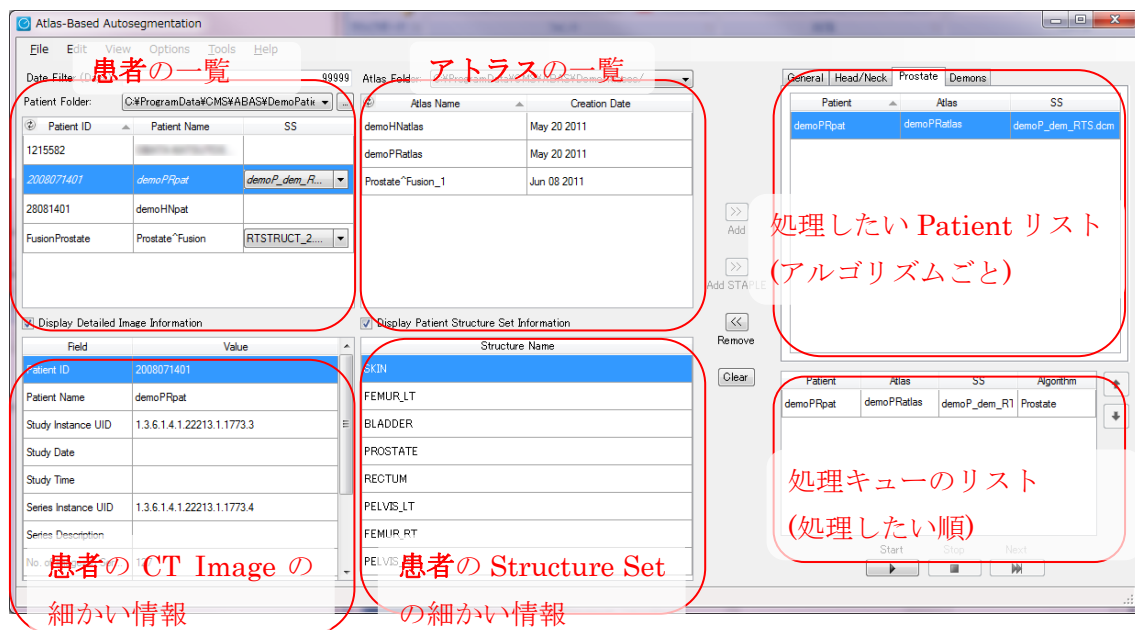 Atlas-Based Autosegmentation
File Edit View Options Tools Help
Date Filter 99999
患者の一覧
Patient Folder: C:¥ProgramData¥CMS¥ABAS¥DemoPatie ...
Patient ID Patient Name SS
1215582
2008071401 demoPRpat demoP_dem_R...
28081401 demoHNpat
FusionProstate Prostate^Fusion RTSTRUCT_2....
Atlas Folder:
アトラスの一覧
Atlas Name Creation Date
demoHNatlas May 20 2011
demoPRatlas May 20 2011
Prostate^Fusion_1 Jun 08 2011
>>
Add
>>
Add STAPLE
<<
Remove
Clear
General Head/Neck Prostate Demons
Patient Atlas SS
demoPRpat demoPRatlas demoP_dem_RTS.dcm
処理したい Patient リスト
(アルゴリズムごと)
Display Detailed Image Information
Field Value
Patient ID 2008071401
Patient Name demoPRpat
Study Instance UID 1.3.6.1.4.1.22213.1.1773.3
Study Date
Study Time
Series Instance UID 1.3.6.1.4.1.22213.1.1773.4
Series Description
患者の CT Image の
細かい情報
Display Patient Structure Set Information
Structure Name
SKIN
FEMUR_LT
BLADDER
PROSTATE
RECTUM
PELVIS_LT
FEMUR_RT
患者の Structure Set
の細かい情報
Patient Atlas SS Algorithm
demoPRpat demoPRatlas demoP_dem_RT Prostate
処理キューのリスト
(処理したい順)
Start Stop Next